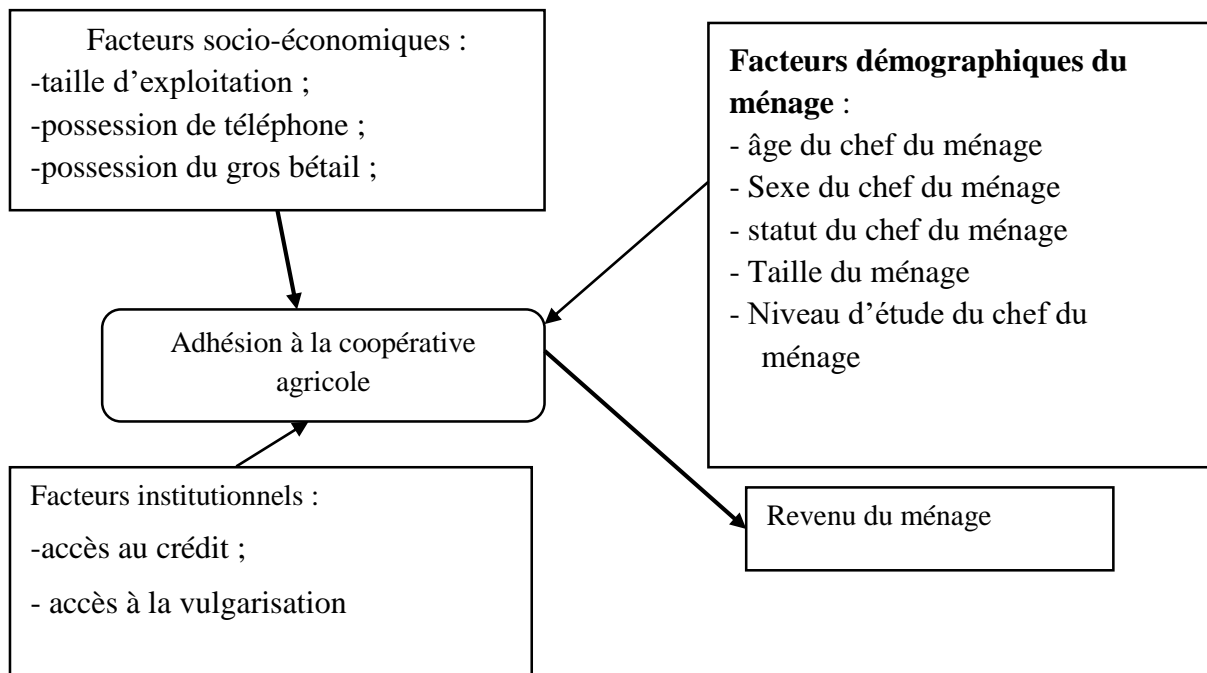 Facteurs socio-économiques :
-taille d’exploitation ;
-possession de téléphone ;
-possession du gros bétail ;
Facteurs démographiques du
ménage :
- âge du chef du ménage
- Sexe du chef du ménage
- statut du chef du ménage
- Taille du ménage
- Niveau d’étude du chef du
ménage
Adhésion à la coopérative
agricole
Facteurs institutionnels :
-accès au crédit ;
- accès à la vulgarisation
Revenu du ménage